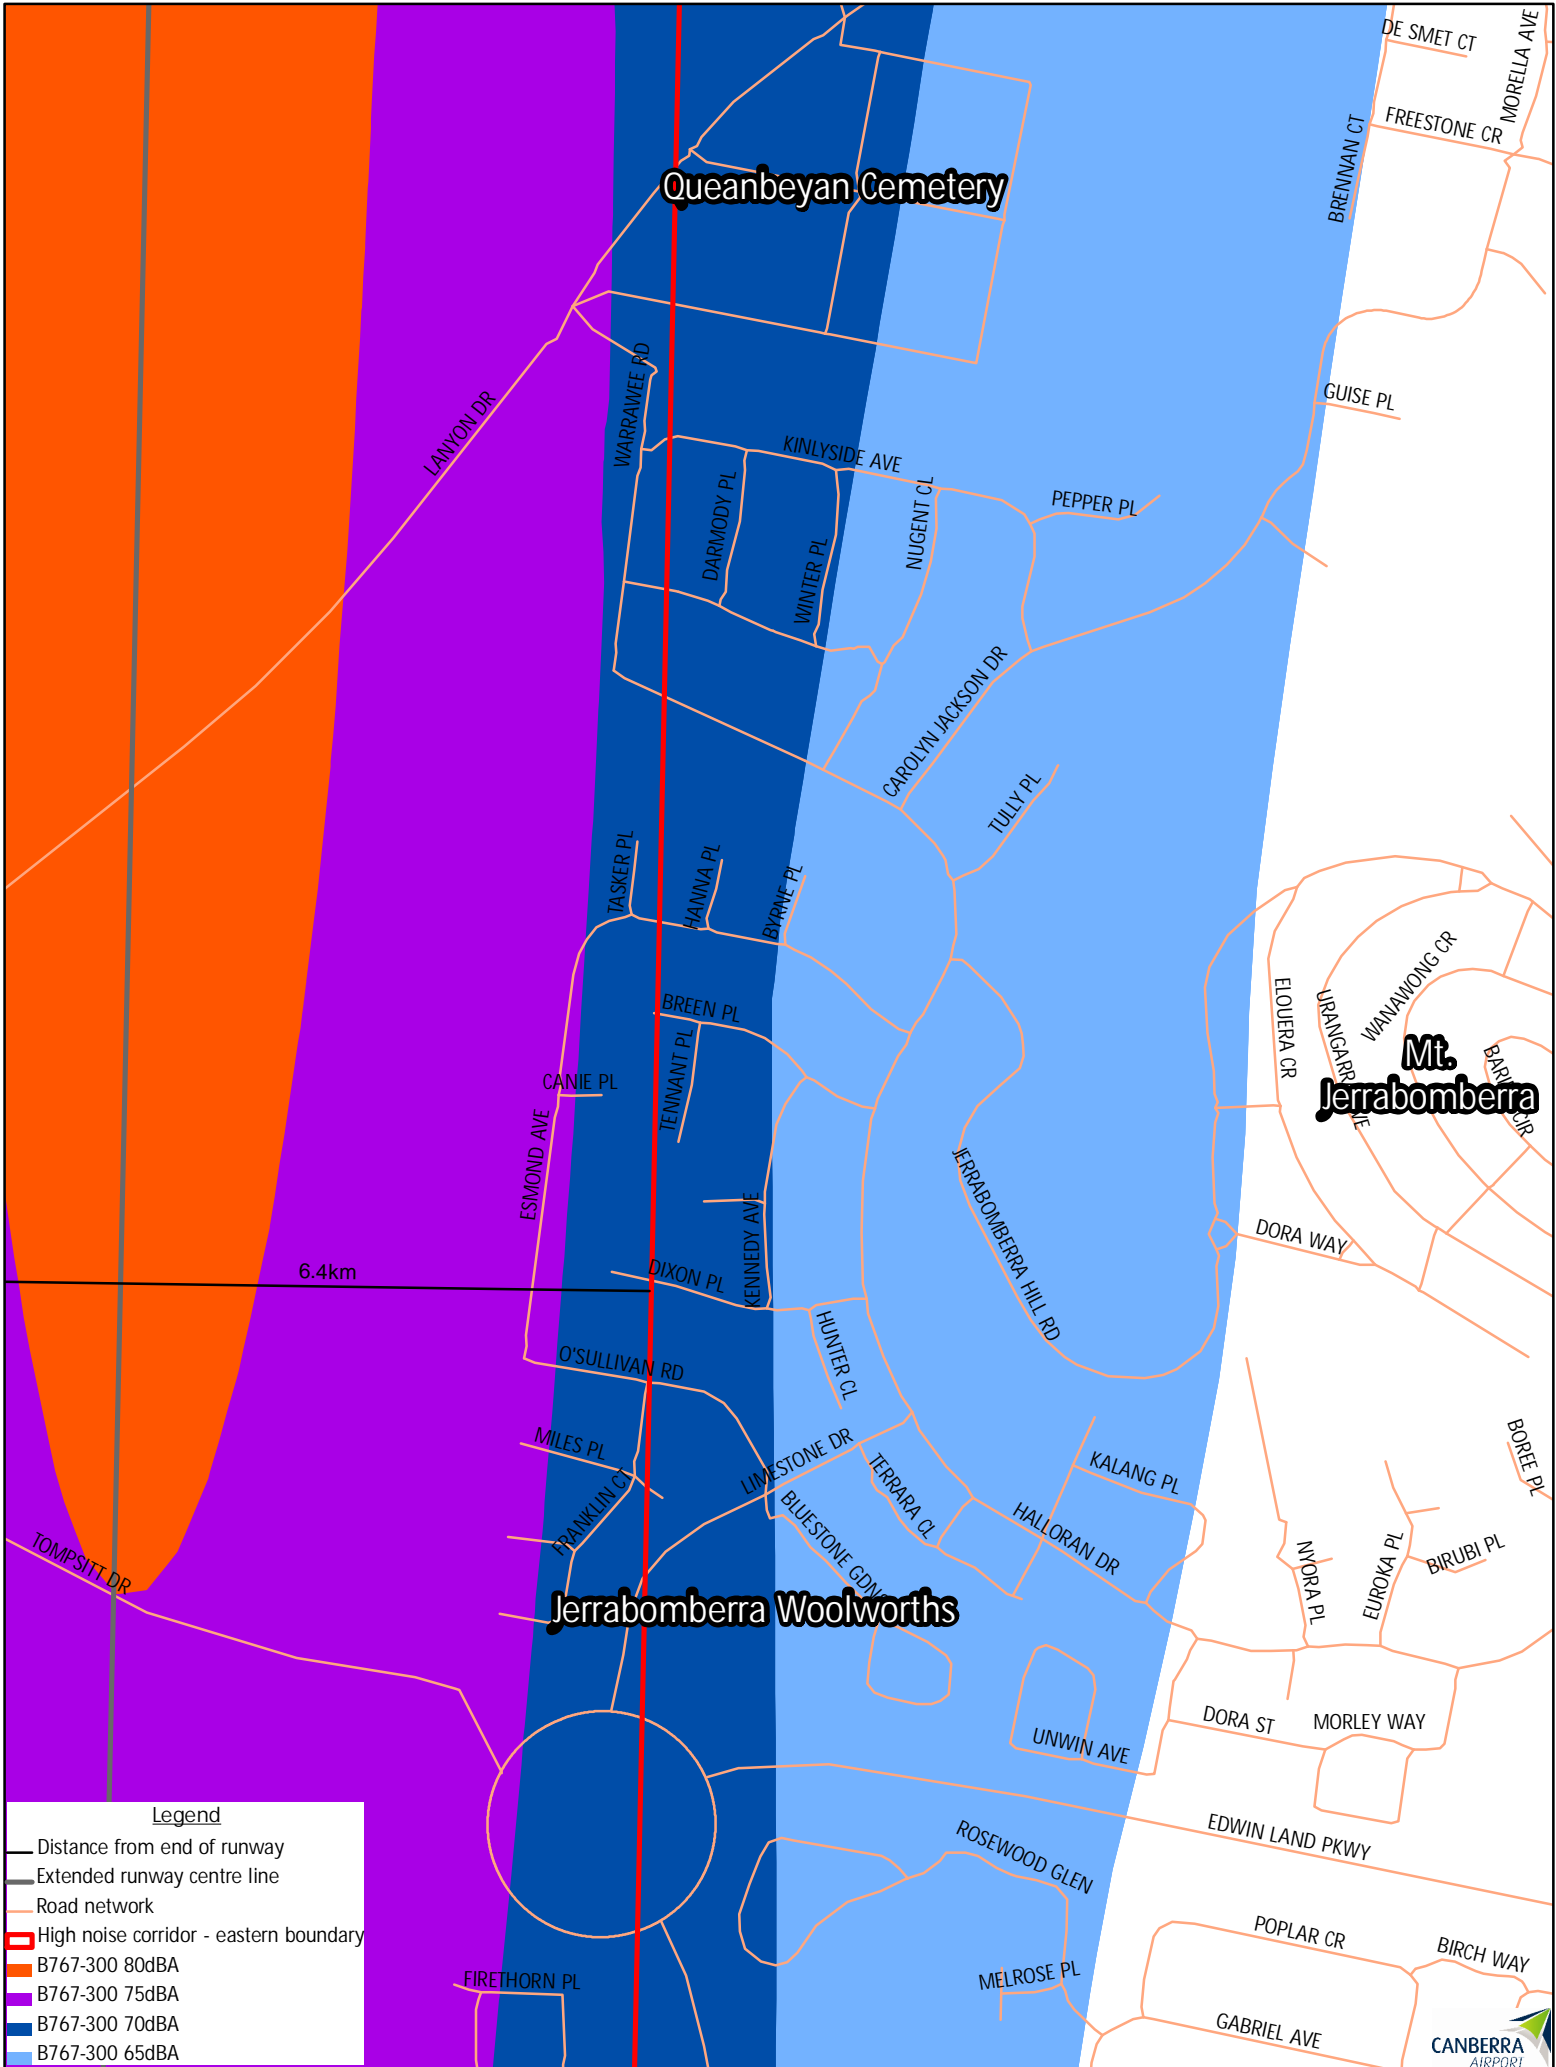 DE SMET CT
MORELLA AVE
FREESTONE CR
BRENNAN CT
Queanbeyan Cemetery
GUISE PL
LANYON DR
WARRAWEE RD
KINLYSIDE AVE
DARMODY PL
WINTER PL
NUGENT CL
PEPPER PL
CAROLYN JACKSON DR
TULLY PL
TASKER PL
HANNA PL
BYRNE PL
WANAWONG CR
ELOUERA CR
BREEN PL
TENNANT PL
CANIE PL
Mt.
Jerrabomberra
ESMOND AVE
JERRABOMBERRA HILL RD
KENNEDY AVE
DORA WAY
6.4km
DIXON PL
HUNTER CL
O'SULLIVAN RD
MILES PL
LIMESTONE DR
TERRARA CL
KALANG PL
BOREE PL
FRANKLIN CT
BLUESTONE GDNS
HALLORAN DR
TOMPSITT DR
NYORA PL
EUROKA PL
BIRUBI PL
Jerrabomberra Woolworths
DORA ST
MORLEY WAY
UNWIN AVE
EDWIN LAND PKWY
ROSEWOOD GLEN
POPLAR CR
BIRCH WAY
MELROSE PL
FIRETHORN PL
GABRIEL AVE
Legend
Distance from end of runway
Extended runway centre line
Road network
High noise corridor - eastern boundary
B767-300 80dBA
B767-300 75dBA
B767-300 70dBA
B767-300 65dBA
CANBERRA
AIRPORT